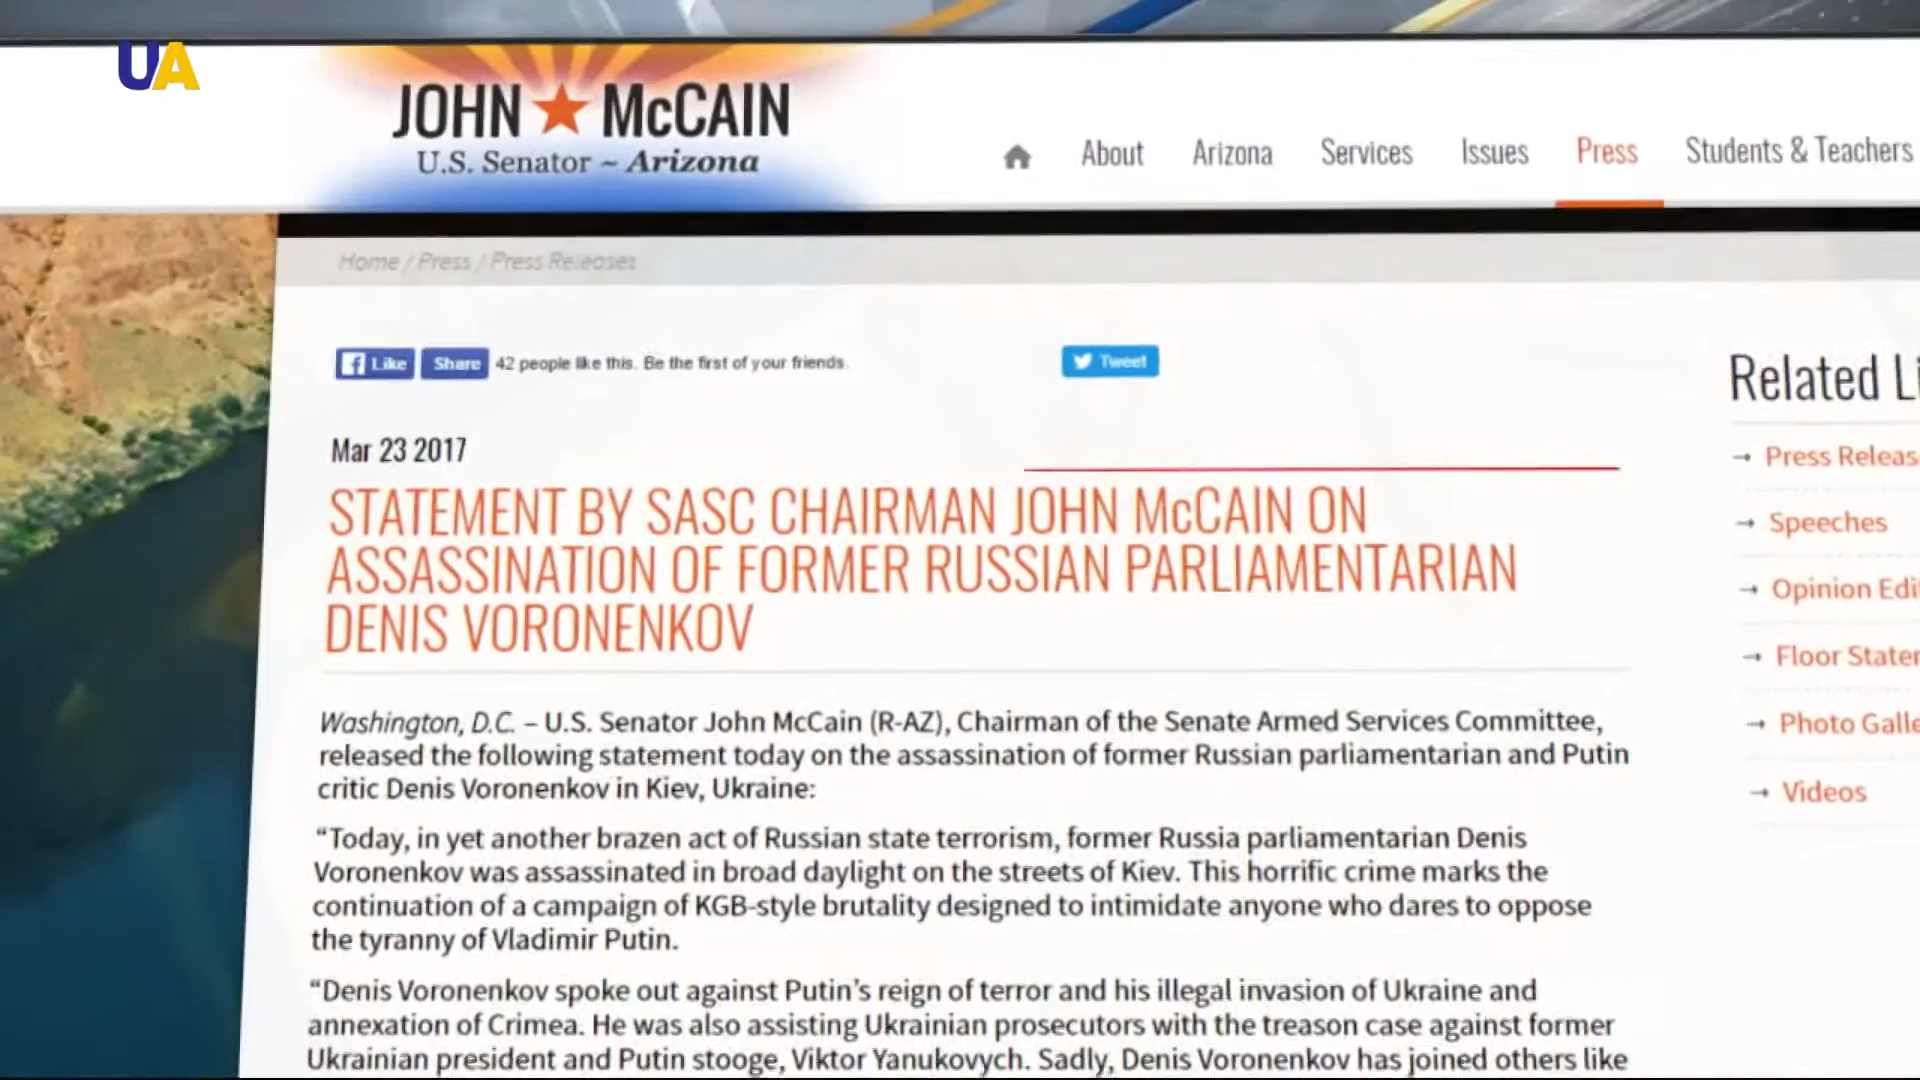 UA
JOHN McCAIN
U.S. Senator ~ Arizona
About Arizona Services Issues Press Students & Teachers
Home / Press / Press Releases
Like Share 42 people like this. Be the first of your friends.
Tweet
Mar 23 2017
STATEMENT BY SASC CHAIRMAN JOHN McCAIN ON
ASSASSINATION OF FORMER RUSSIAN PARLIAMENTARIAN
DENIS VORONENKOV
Washington, D.C. – U.S. Senator John McCain (R-AZ), Chairman of the Senate Armed Services Committee,
released the following statement today on the assassination of former Russian parliamentarian and Putin
critic Denis Voronenkov in Kiev, Ukraine:
“Today, in yet another brazen act of Russian state terrorism, former Russia parliamentarian Denis
Voronenkov was assassinated in broad daylight on the streets of Kiev. This horrific crime marks the
continuation of a campaign of KGB-style brutality designed to intimidate anyone who dares to oppose
the tyranny of Vladimir Putin.
“Denis Voronenkov spoke out against Putin’s reign of terror and his illegal invasion of Ukraine and
annexation of Crimea. He was also assisting Ukrainian prosecutors with the treason case against former
Ukrainian president and Putin stooge, Viktor Yanukovych. Sadly, Denis Voronenkov has joined others like
Related Li
→ Press Releas
→ Speeches
→ Opinion Edi
→ Floor State
→ Photo Galle
→ Videos